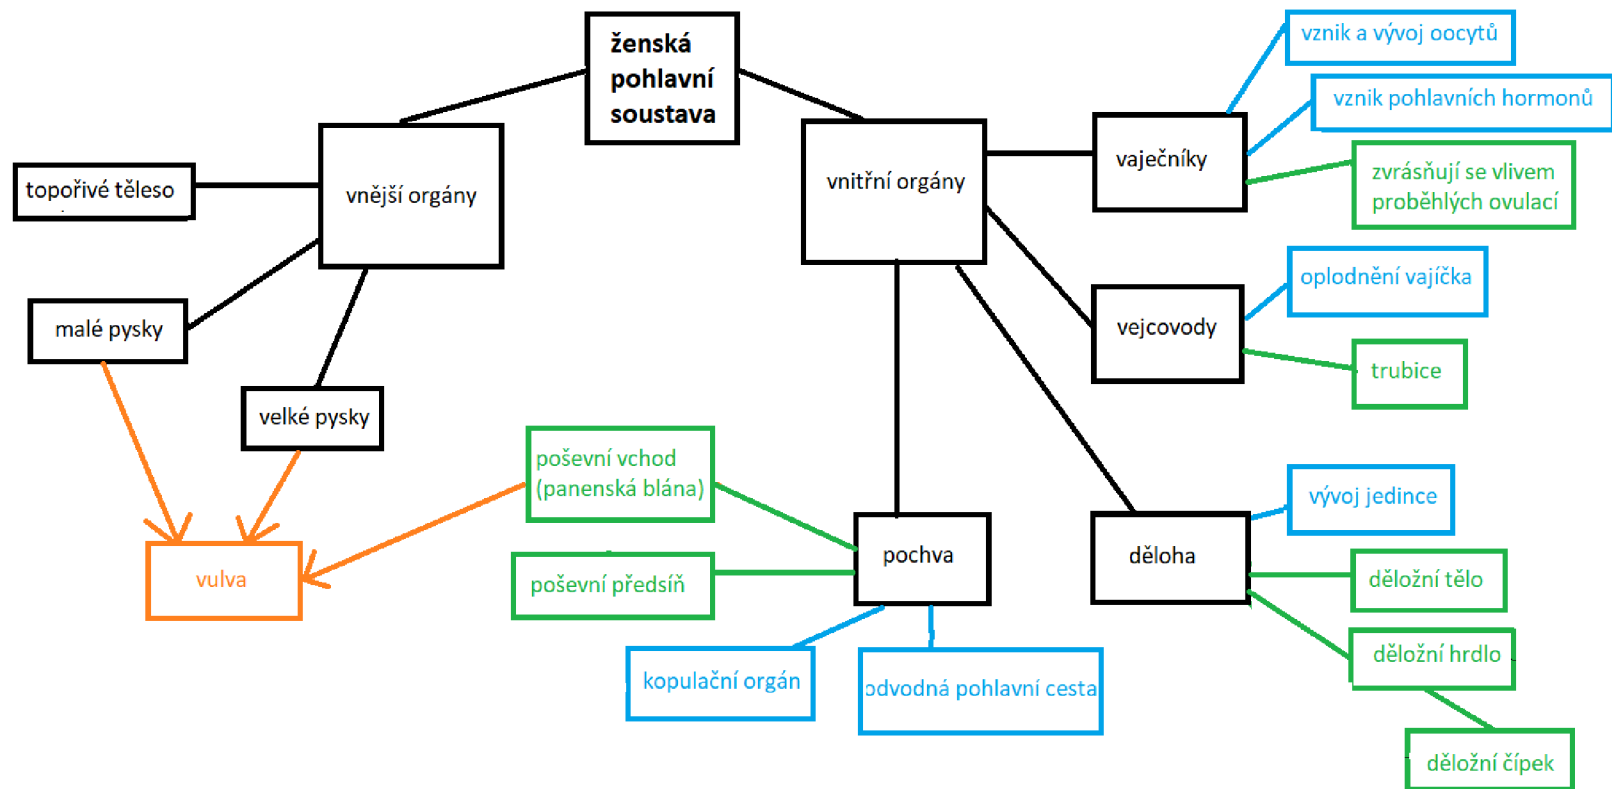 ženská
pohlavní
soustava
vnější orgány
topořivé těleso
malé pysky
velké pysky
vulva
vnitřní orgány
vaječníky
vznik a vývoj oocytů
vznik pohlavních hormonů
zvrásňují se vlivem
proběhlých ovulací
vejcovody
oplodnění vajíčka
trubice
poševní vchod
(panenská blána)
poševní předsíň
pochva
kopulační orgán
odvodná pohlavní cesta
děloha
vývoj jedince
děložní tělo
děložní hrdlo
děložní čípek